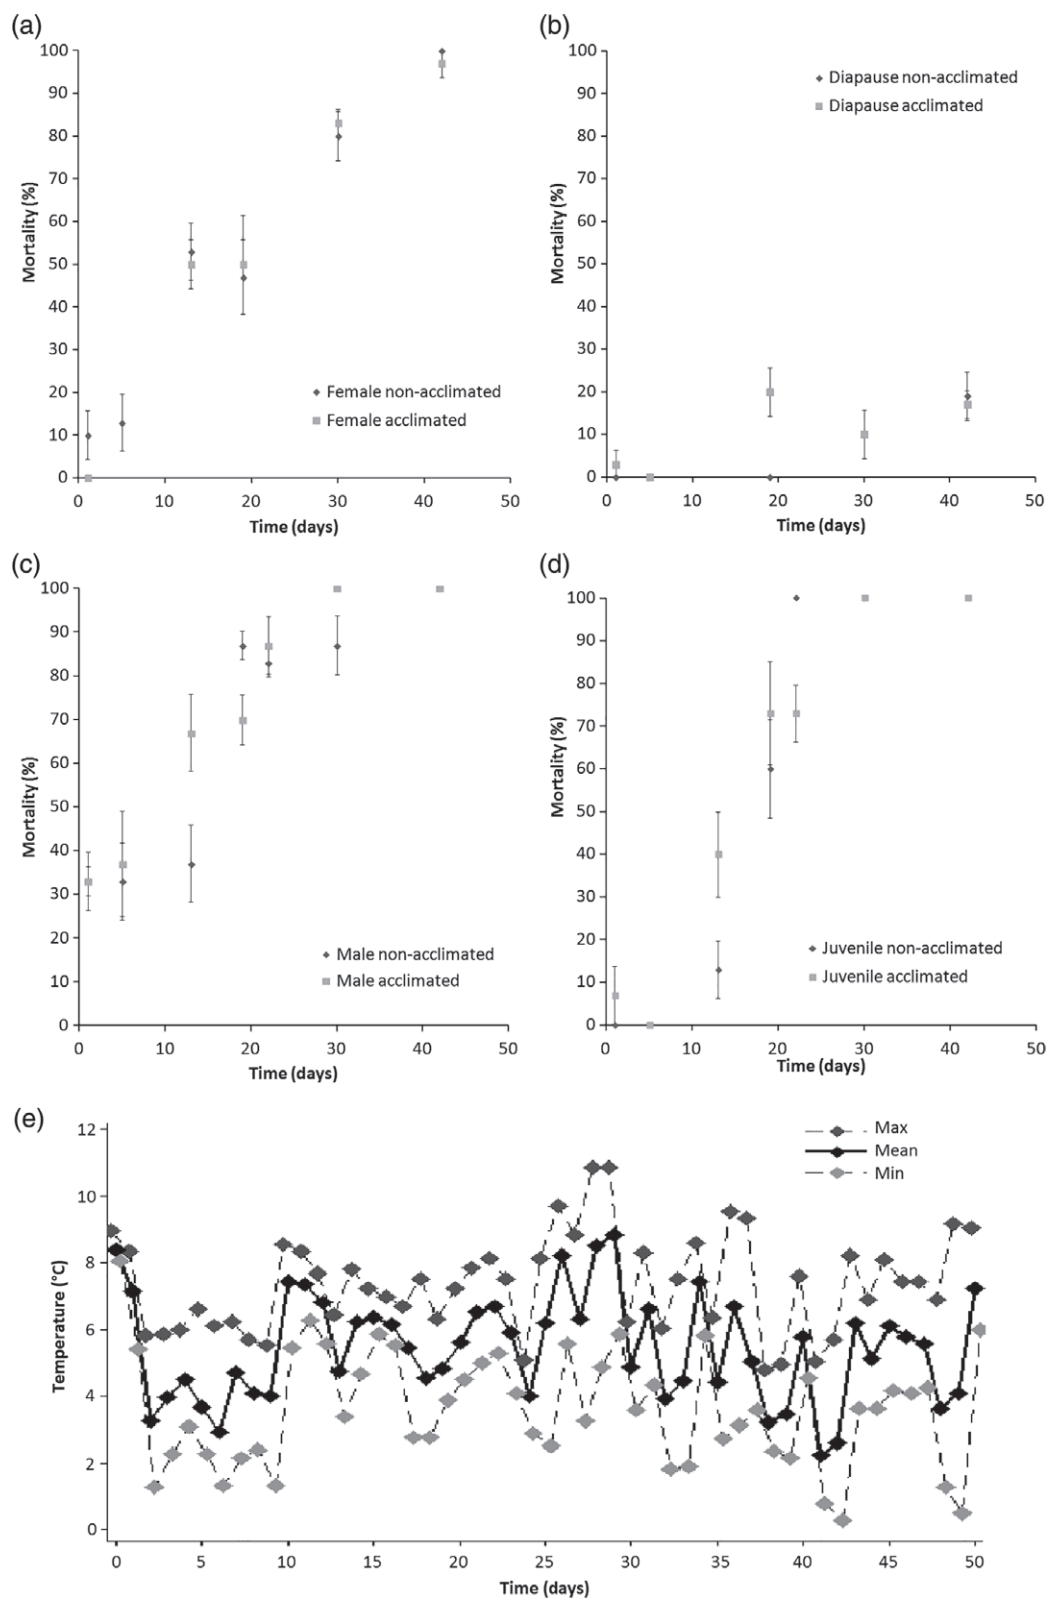 (a)
100
90
80
70
60
50
40
30
20
10
0
Mortality (%)
Female non-acclimated
Female acclimated
0 10 20 30 40 50
Time (days)
(b)
100
90
80
70
60
50
40
30
20
10
0
Mortality (%)
Diapause non-acclimated
Diapause acclimated
0 10 20 30 40 50
Time (days)
(c)
100
90
80
70
60
50
40
30
20
10
0
Mortality (%)
Male non-acclimated
Male acclimated
0 10 20 30 40 50
Time (days)
(d)
100
90
80
70
60
50
40
30
20
10
0
Mortality (%)
Juvenile non-acclimated
Juvenile acclimated
0 10 20 30 40 50
Time (days)
(e)
12
10
8
6
4
2
0
Temperature (°C)
Max
Mean
Min
0 5 10 15 20 25 30 35 40 45 50
Time (days)